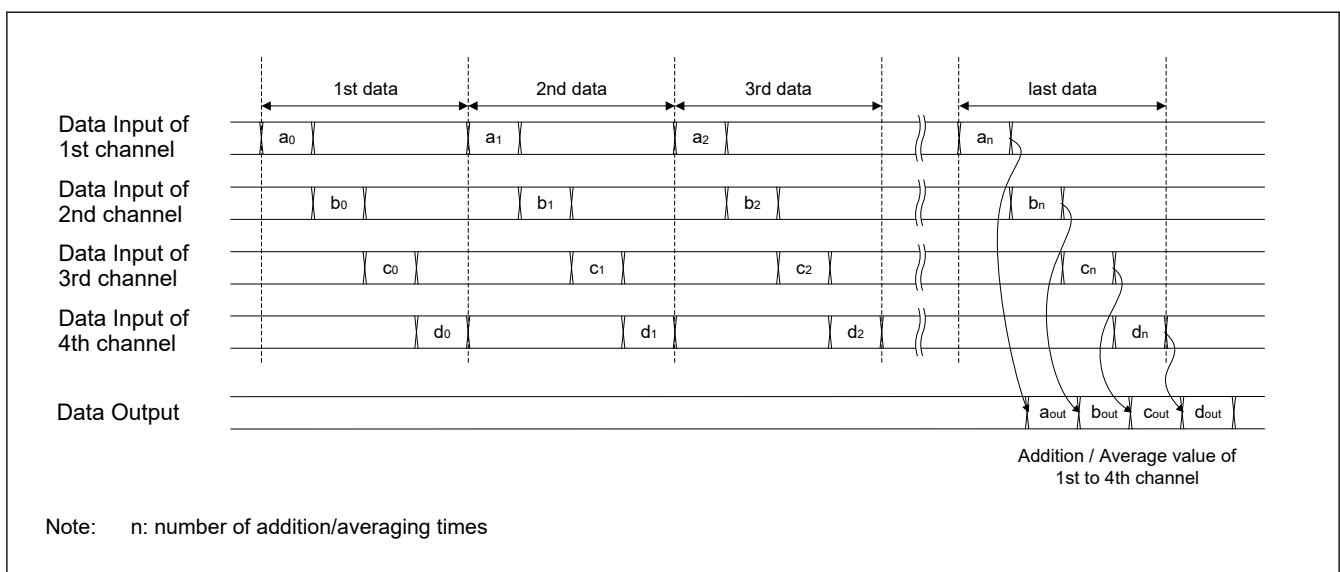 1st data 2nd data 3rd data last data
Data Input of
1st channel
a0 a1 a2 an
Data Input of
2nd channel
b0 b1 b2 bn
Data Input of
3rd channel
c0 c1 c2 cn
Data Input of
4th channel
d0 d1 d2 dn
Data Output
aout bout cout dout
Addition / Average value of
1st to 4th channel
Note: n: number of addition/averaging times